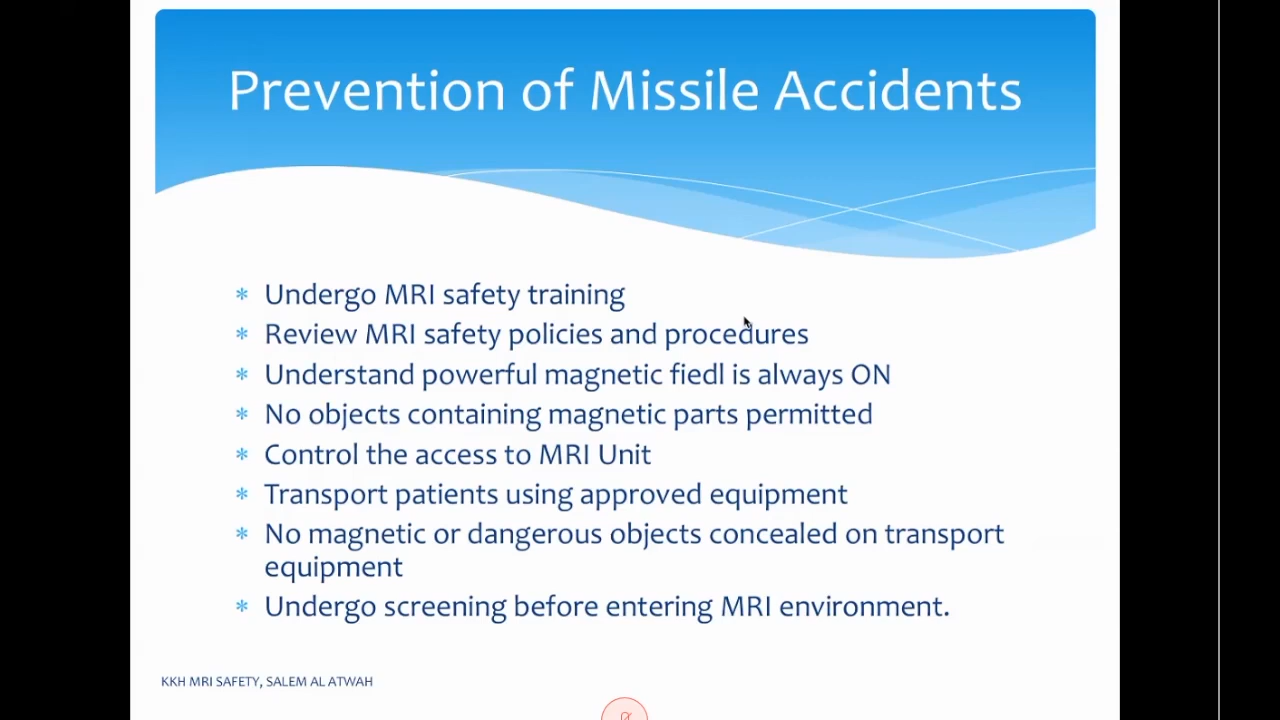 Prevention of Missile Accidents
* Undergo MRI safety training
* Review MRI safety policies and procedures
* Understand powerful magnetic fiedl is always ON
* No objects containing magnetic parts permitted
* Control the access to MRI Unit
* Transport patients using approved equipment
* No magnetic or dangerous objects concealed on transport
equipment
* Undergo screening before entering MRI environment.
KKH MRI SAFETY, SALEM AL ATWAH